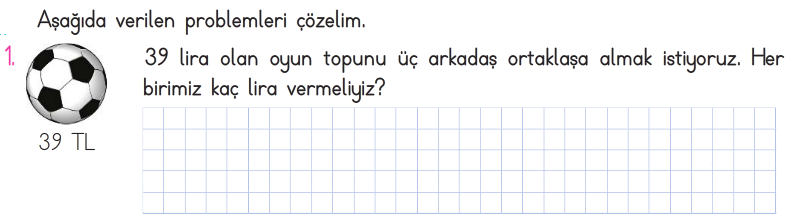 Aşağıda verilen problemleri çözelim.
1. 39 lira olan oyun topunu üç arkadaş ortaklaşa almak istiyoruz. Her
birimiz kaç lira vermeliyiz?
39 TL